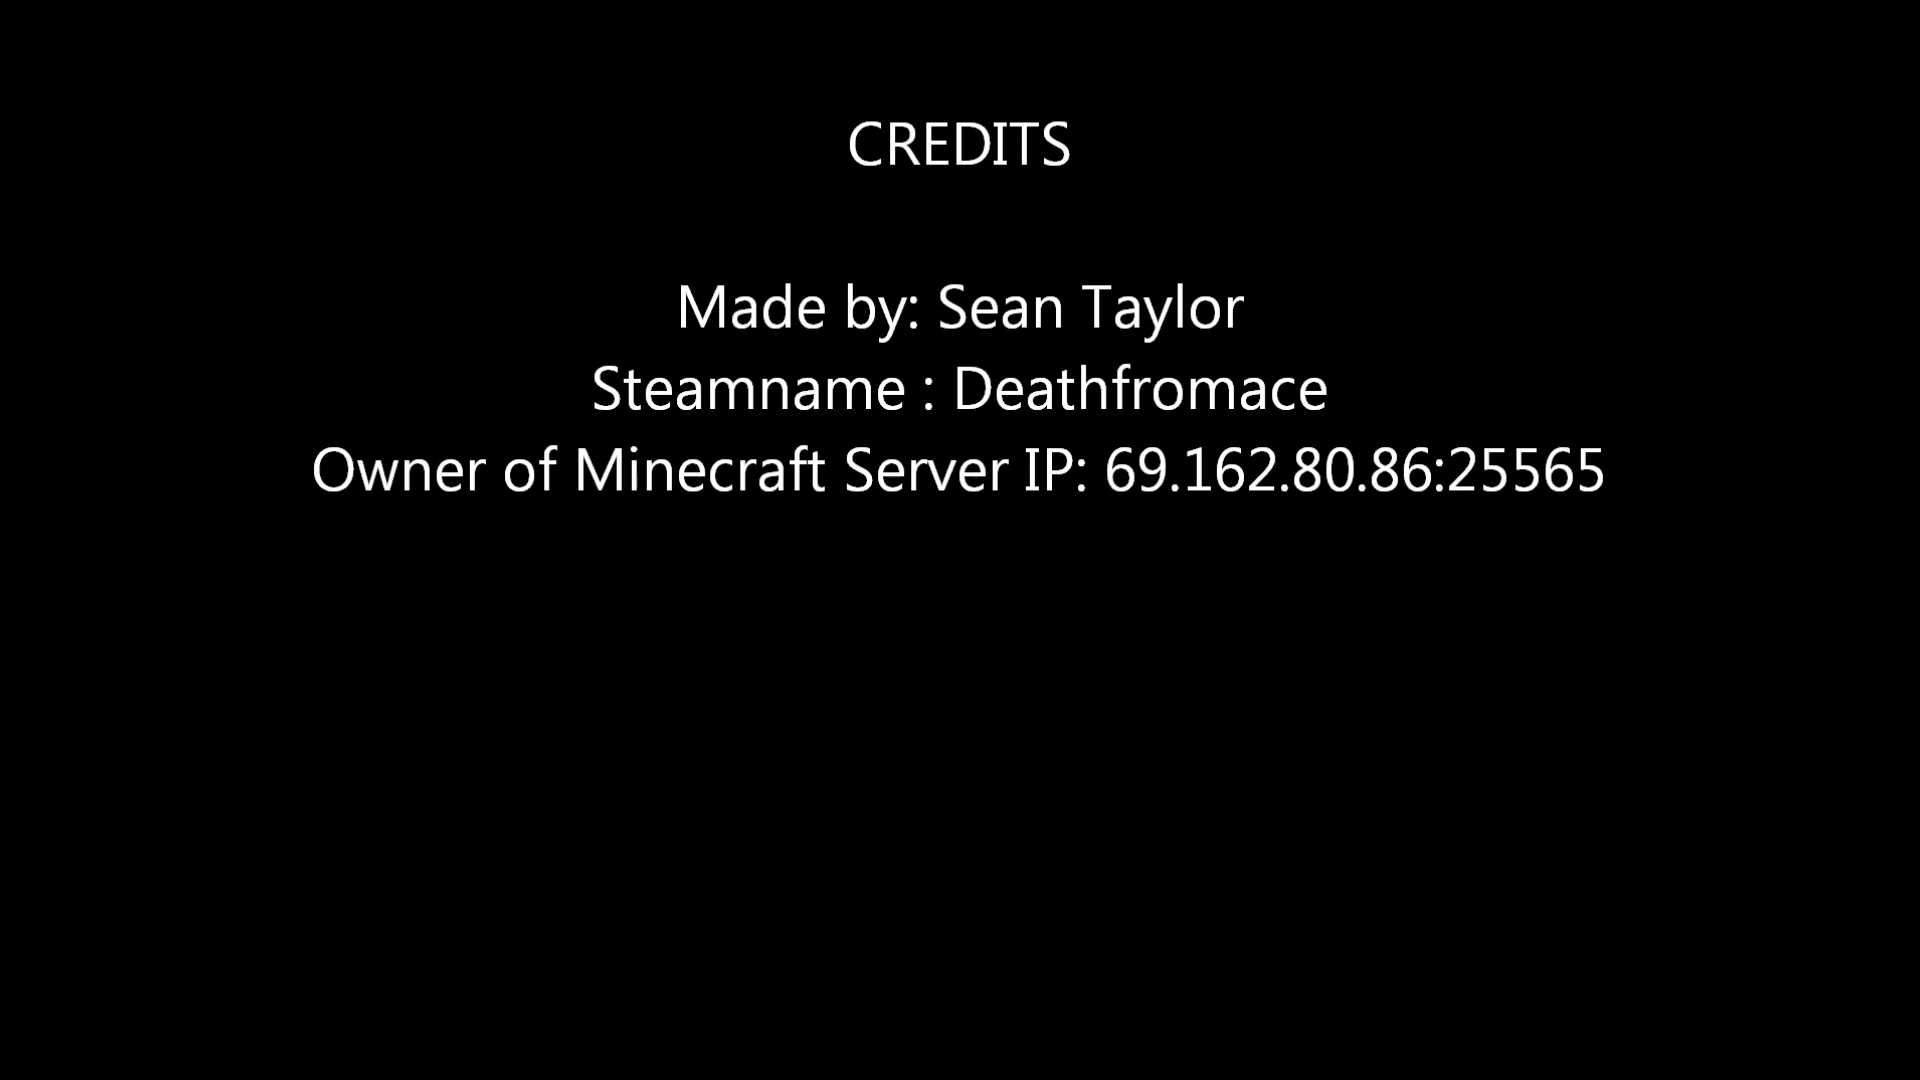 CREDITS
Made by: Sean Taylor
Steamname : Deathfromace
Owner of Minecraft Server IP: 69.162.80.86:25565